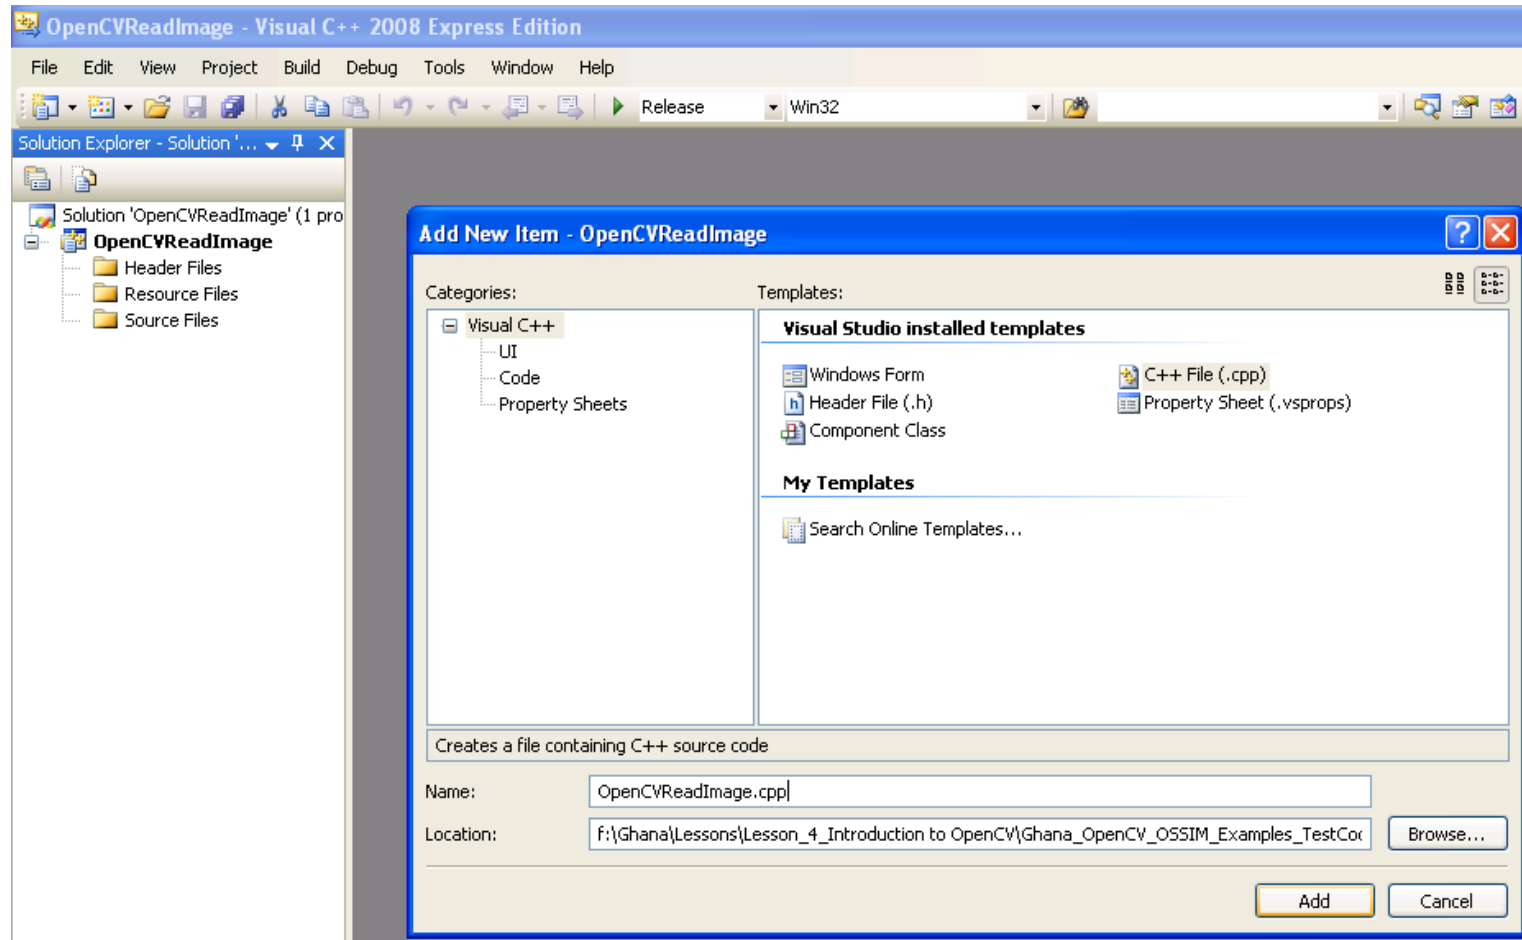 OpenCVReadImage - Visual C++ 2008 Express Edition
File Edit View Project Build Debug Tools Window Help
Release Win32
Solution Explorer - Solution '...
Solution 'OpenCVReadImage' (1 pro
OpenCVReadImage
Header Files
Resource Files
Source Files
Add New Item - OpenCVReadImage
Categories:
Visual C++
UI
Code
Property Sheets
Templates:
Visual Studio installed templates
Windows Form
C++ File (.cpp)
Header File (.h)
Property Sheet (.vsprops)
Component Class
My Templates
Search Online Templates...
Creates a file containing C++ source code
Name: OpenCVReadImage.cpp
Location: f:\Ghana\Lessons\Lesson_4_Introduction to OpenCV\Ghana_OpenCV_OSSIM_Examples_TestCo
Browse...
Add Cancel